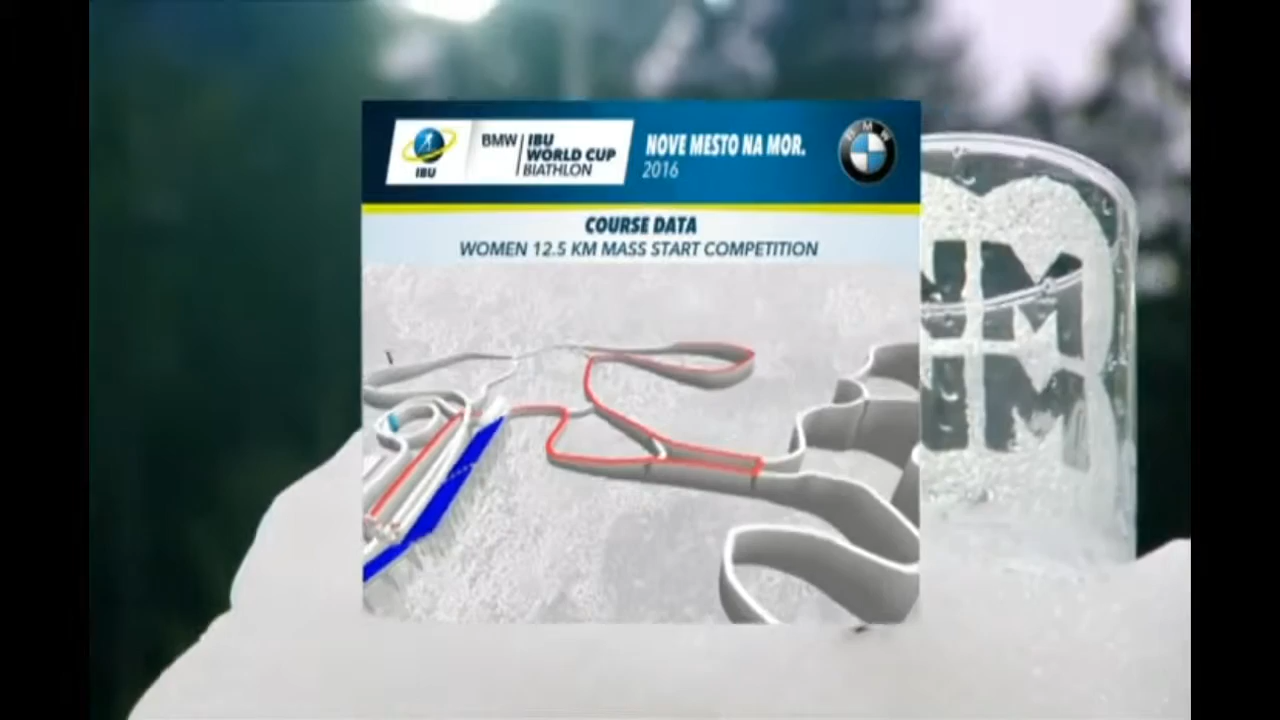 IBU
BMW
IBU
WORLD CUP
BIATHLON
NOVE MESTO NA MOR.
2016
BMW
COURSE DATA
WOMEN 12.5 KM MASS START COMPETITION